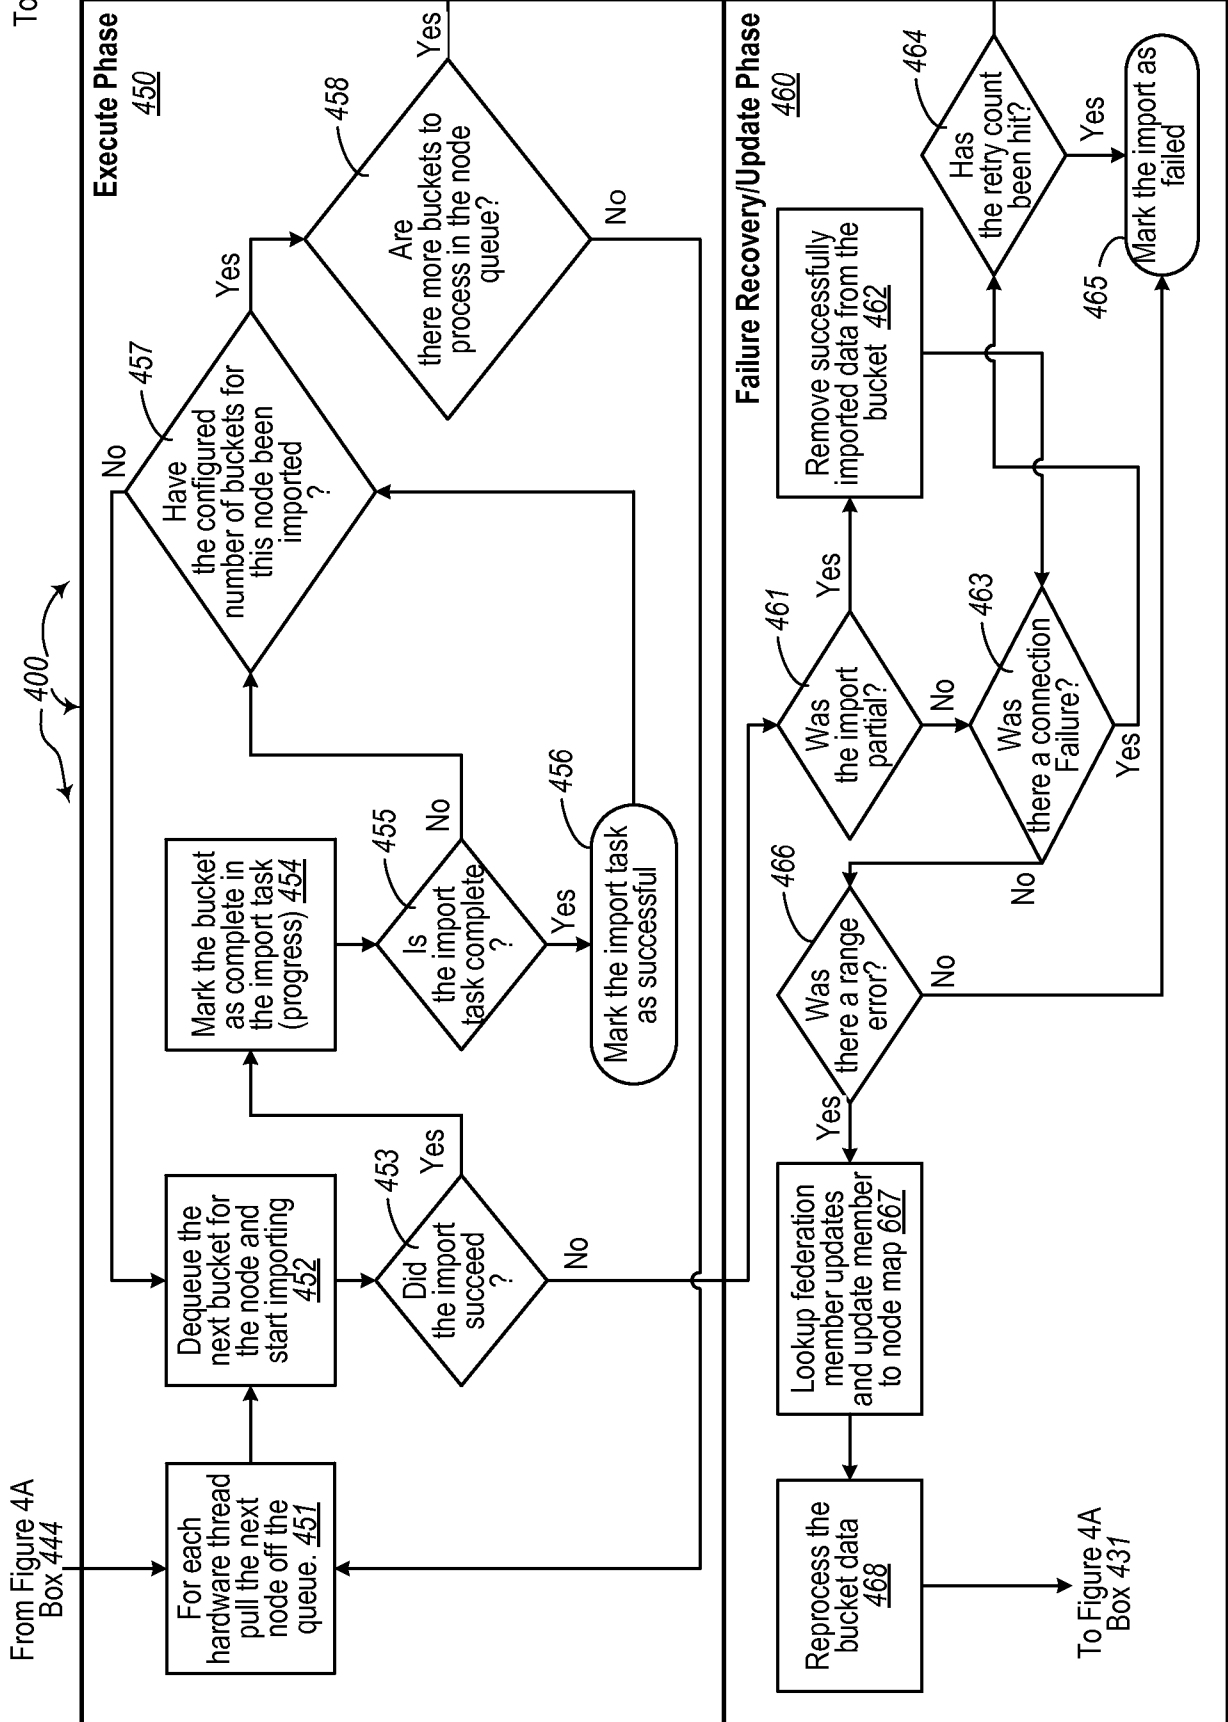 From Figure 4A
Box 444
To
400
Execute Phase
450
For each
hardware thread
pull the next
node off the
queue. 451
Dequeue the
next bucket for
the node and
start importing
452
Did
the import
succeed
?
453
Yes
No
Mark the bucket
as complete in
the import task
(progress) 454
Is
the import
task complete
?
455
No
Yes
Mark the import task
as successful
456
Have
the configured
number of buckets for
this node been
imported
?
457
No
Yes
Are
there more buckets to
process in the node
queue?
458
Yes
No
Failure Recovery/Update Phase
460
Was
the import
partial?
461
Yes
No
Remove successfully
imported data from the
bucket 462
Was
there a connection
Failure?
463
Yes
No
Has
the retry count
been hit?
464
Yes
Mark the import as
failed
465
Was
there a range
error?
466
Yes
No
Lookup federation
member updates
and update member
to node map 667
Reprocess the
bucket data
468
To Figure 4A
Box 431